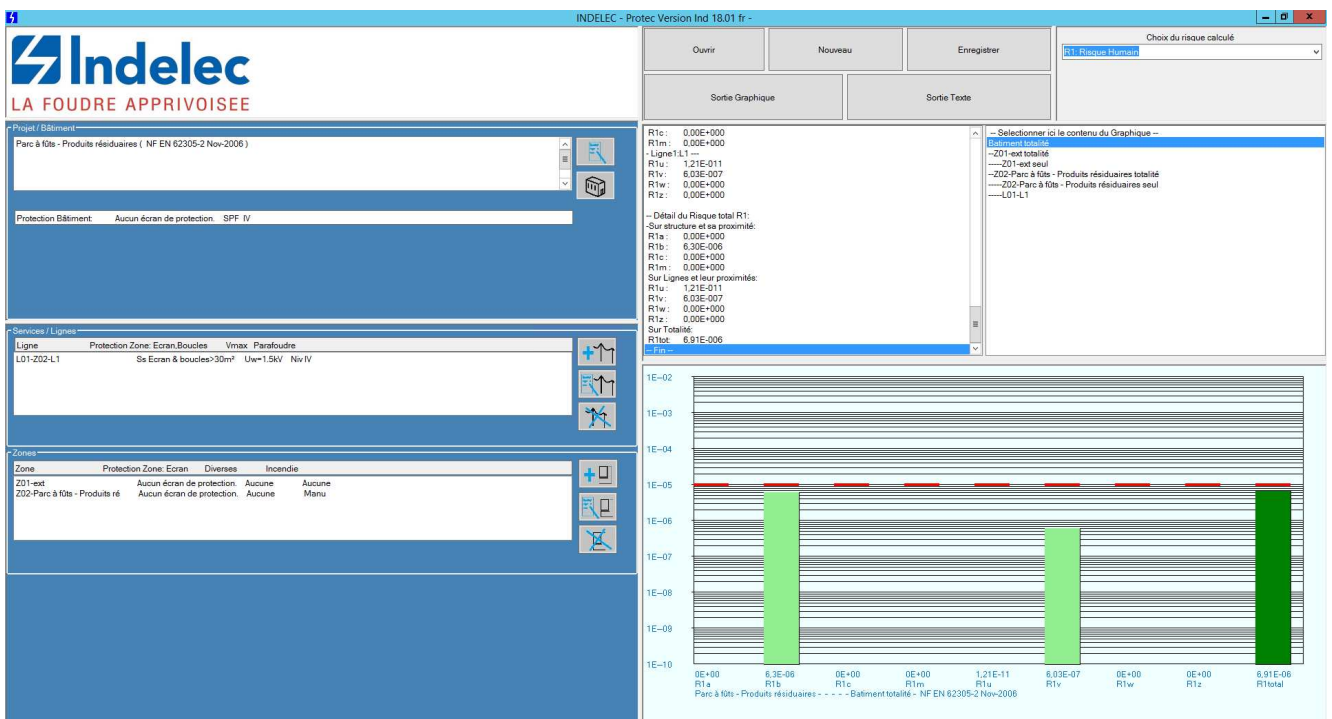 INDELEC - Protec Version Ind 18.01 fr -
Indelec
LA FOUDRE APPRIVOISEE
Ouvrir
Nouveau
Enregistrer
Sortie Graphique
Sortie Texte
Choix du risque calculé
R1: Risque Humain
Projet / Bâtiment
Parc à fûts - Produits résiduaires ( NF EN 62305-2 Nov-2006 )
Protection Bâtiment: Aucun écran de protection. SPF IV
Services / Lignes
Ligne Protection Zone: Ecran,Boucles Vmax Parafoudre
L01-Z02-L1 Ss Ecran & boucles>30m² Uw=1.5kV Niv IV
Zones
Zone Protection Zone: Ecran Diverses Incendie
Z01-ext Aucun écran de protection. Aucune Aucune
Z02-Parc à fûts - Produits ré Aucun écran de protection. Aucune Manu
R1c : 0,00E+000
R1m : 0,00E+000
- Ligne1:L1 ---
R1u : 1,21E-011
R1v : 6,03E-007
R1w : 0,00E+000
R1z : 0,00E+000
-- Détail du Risque total R1:
-Sur structure et sa proximité:
R1a : 0,00E+000
R1b : 6,30E-006
R1c : 0,00E+000
R1m : 0,00E+000
Sur Lignes et leur proximités:
R1u : 1,21E-011
R1v : 6,03E-007
R1w : 0,00E+000
R1z : 0,00E+000
Sur Totalité:
R1tot: 6,91E-006
-- Fin --
-- Selectionner ici le contenu du Graphique --
Batiment totalité
--Z01-ext totalité
-----Z01-ext seul
--Z02-Parc à fûts - Produits résiduaires totalité
-----Z02-Parc à fûts - Produits résiduaires seul
-----L01-L1
1E-02
1E-03
1E-04
1E-05
1E-06
1E-07
1E-08
1E-09
1E-10
0E+00 6,3E-06 0E+00 0E+00 1,21E-11 6,03E-07 0E+00 0E+00 6,91E-06
R1a R1b R1c R1m R1u R1v R1w R1z R1total
Parc à fûts - Produits résiduaires - - - - - Batiment totalité - NF EN 62305-2 Nov-2006